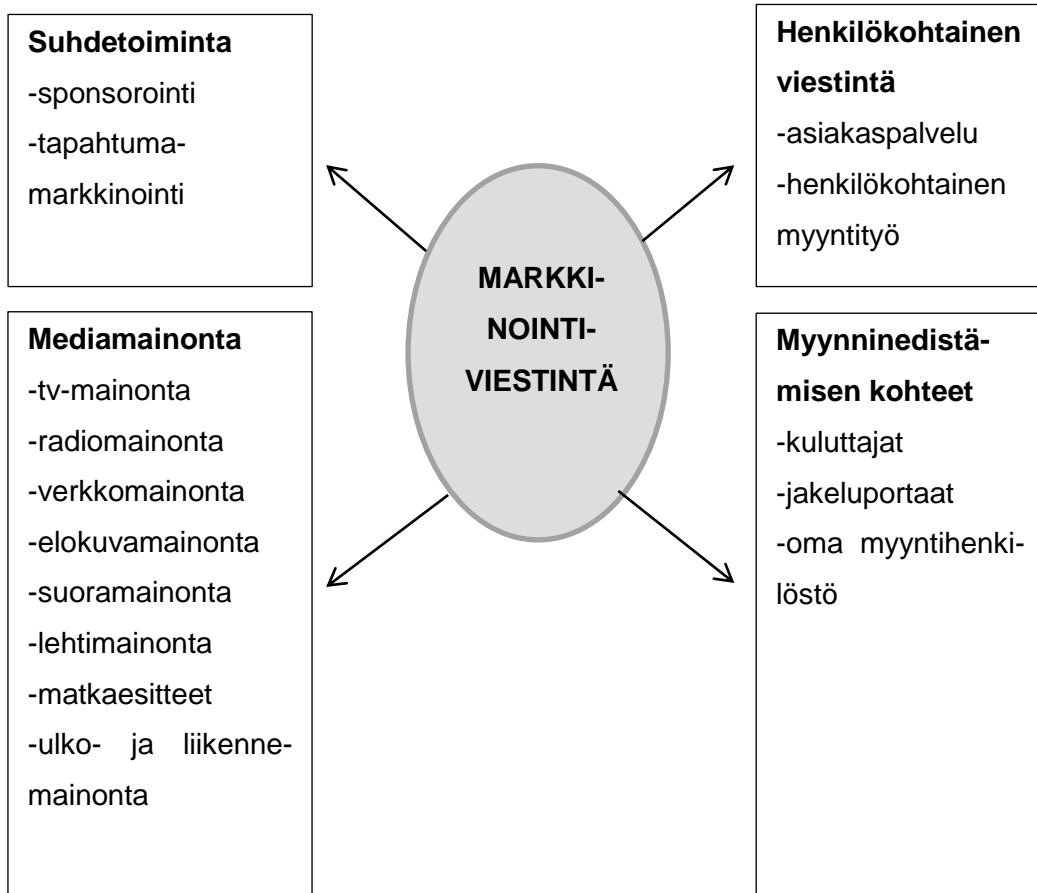 Suhdetoiminta
-sponsorointi
-tapahtuma-
markkinointi
Henkilökohtainen
viestintä
-asiakaspalvelu
-henkilökohtainen
myyntityö
MARKKI-
NOINTI-
VIESTINTÄ
Mediamainonta
-tv-mainonta
-radiomainonta
-verkkomainonta
-elokuvamainonta
-suoramainonta
-lehtimainonta
-matkaesitteet
-ulko- ja liikenne-
mainonta
Myynninedistä-
misen kohteet
-kuluttajat
-jakeluportaat
-oma myyntihenki-
löstö